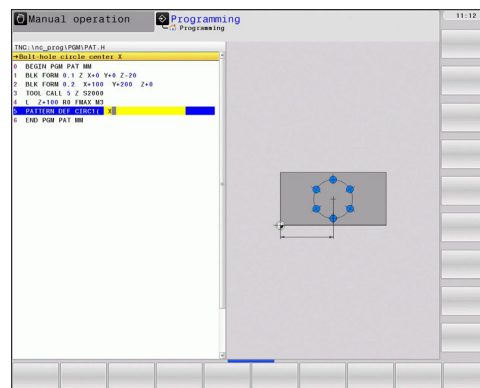 Manual operation
Programming
Programming
11:12
TNC:\nc_prog\PGM\PAT.H
→Bolt-hole circle center X
0 BEGIN PGM PAT MM
1 BLK FORM 0.1 Z X+0 Y+0 Z-20
2 BLK FORM 0.2 X+100 Y+200 Z+0
3 TOOL CALL 5 Z S2000
4 L Z+100 R0 FMAX M3
5 PATTERN DEF CIRC1( X
6 END PGM PAT MM